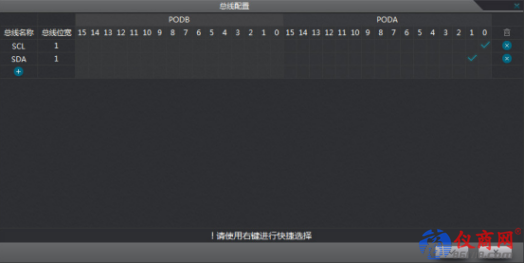 总线配置
PODB PODA
总线名称 总线位宽 15 14 13 12 11 10 9 8 7 6 5 4 3 2 1 0 15 14 13 12 11 10 9 8 7 6 5 4 3 2 1 0
SCL 1
SDA 1
!请使用右键进行快捷选择
仪商网